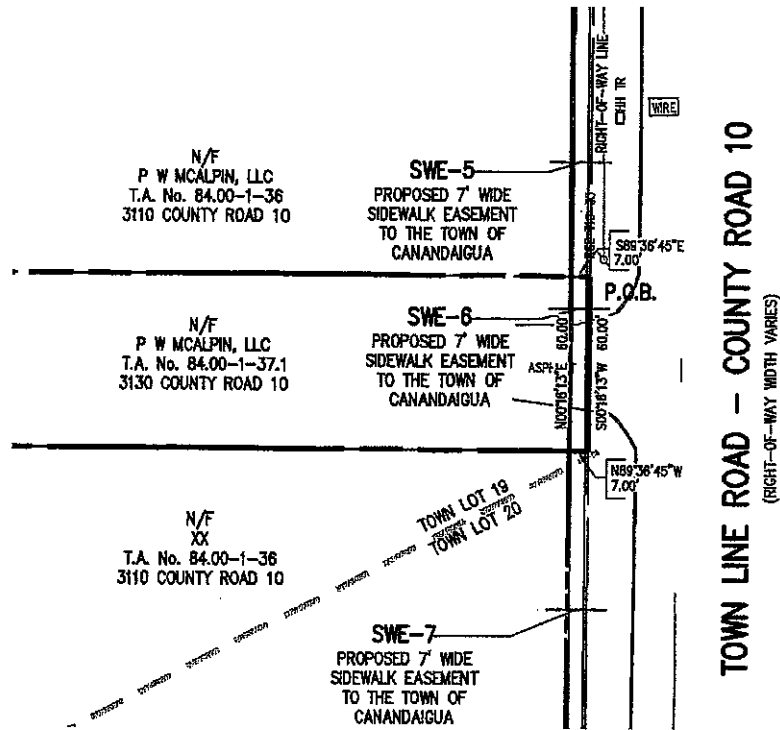 N/F
P W MCALPIN, LLC
T.A. No. 84.00-1-36
3110 COUNTY ROAD 10
SWE-5
PROPOSED 7' WIDE
SIDEWALK EASEMENT
TO THE TOWN OF
CANANDAIGUA
RIGHT-OF-WAY LINE
HH TR
WIRE
S89°36'45"E
7.00'
P.O.B.
N/F
P W MCALPIN, LLC
T.A. No. 84.00-1-37.1
3130 COUNTY ROAD 10
SWE-6
PROPOSED 7' WIDE
SIDEWALK EASEMENT
TO THE TOWN OF
CANANDAIGUA
ASPH
N00°16'13"E 60.00'
S00°16'13"W 60.00'
N89°36'45"W
7.00'
TOWN LOT 19
TOWN LOT 20
N/F
XX
T.A. No. 84.00-1-36
3110 COUNTY ROAD 10
SWE-7
PROPOSED 7' WIDE
SIDEWALK EASEMENT
TO THE TOWN OF
CANANDAIGUA
TOWN LINE ROAD - COUNTY ROAD 10
(RIGHT-OF-WAY WIDTH VARIES)